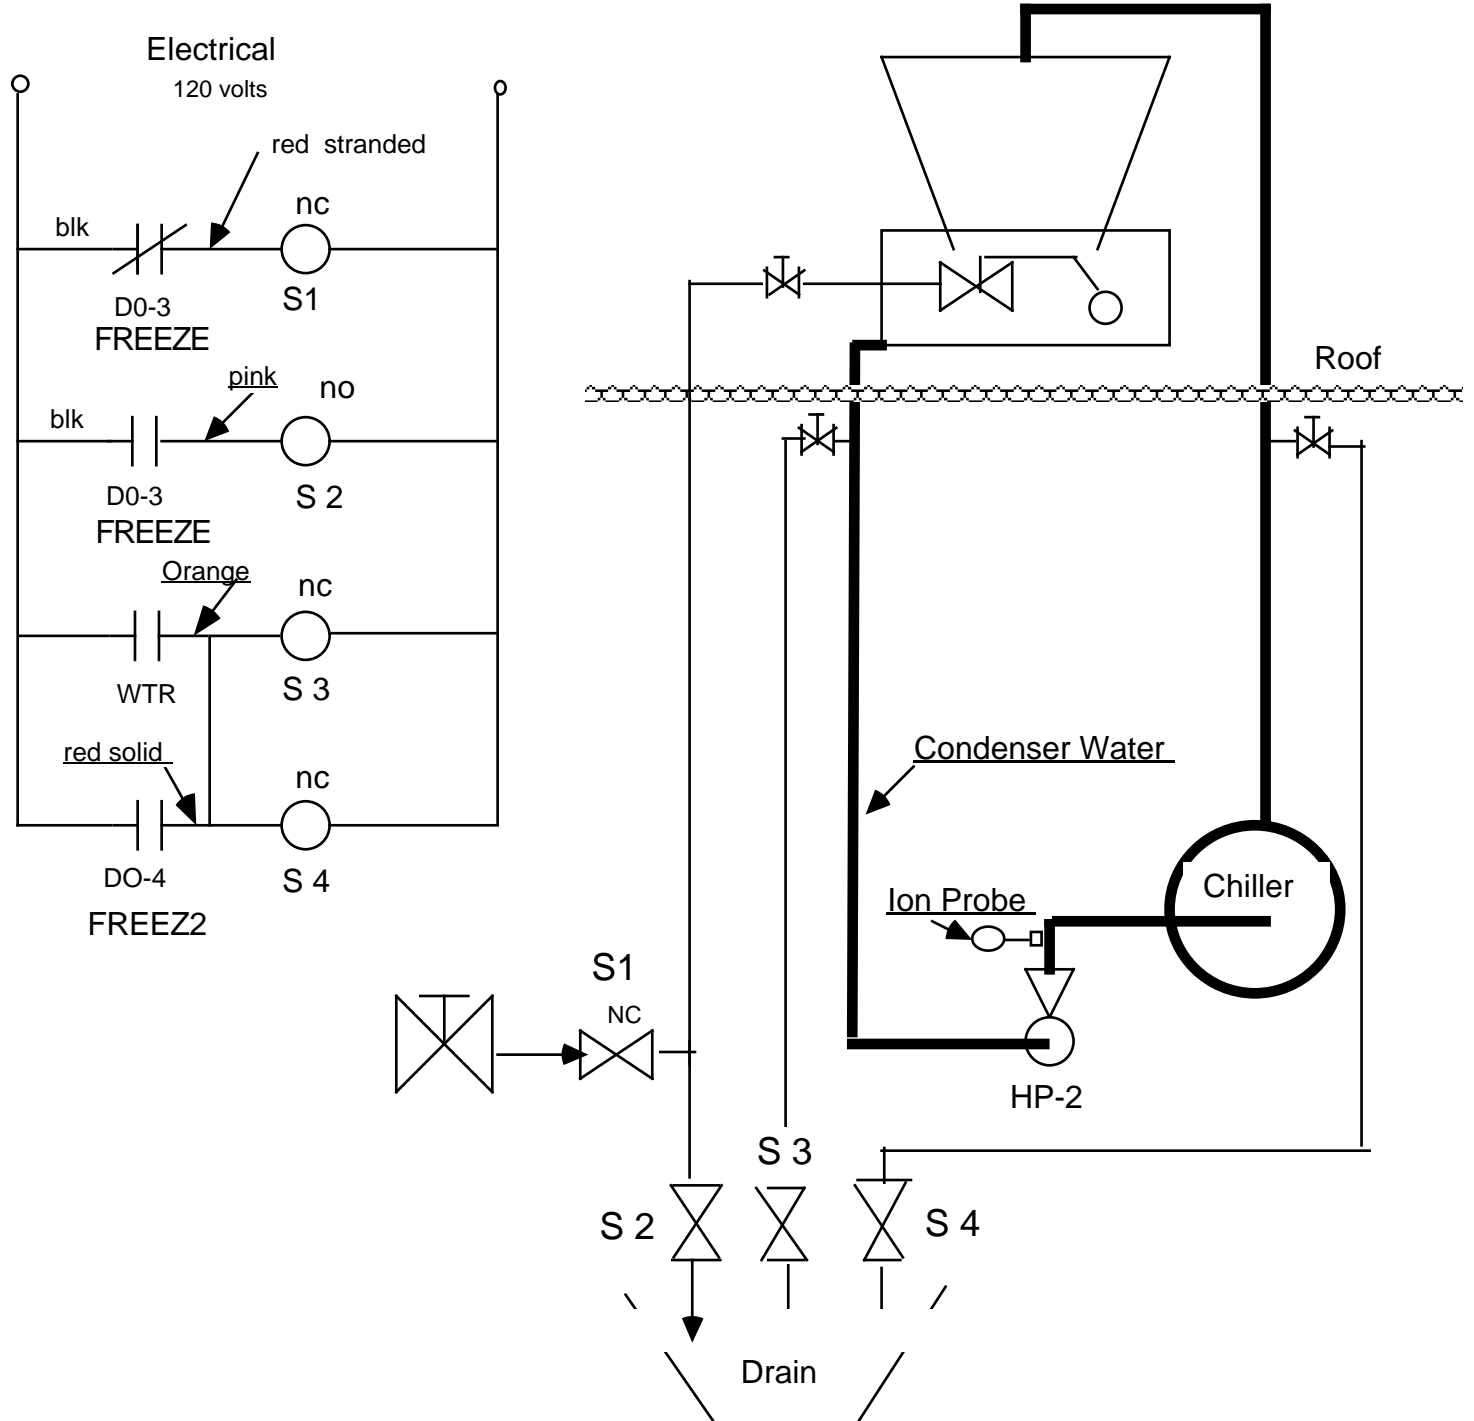 Electrical
120 volts
red stranded
nc
blk
S1
D0-3
FREEZE
pink
no
blk
D0-3
S 2
FREEZE
Orange
nc
WTR
S 3
red solid
nc
DO-4
S 4
FREEZ2
Roof
Condenser Water
Chiller
Ion Probe
S1
NC
HP-2
S 3
S 2
S 4
Drain